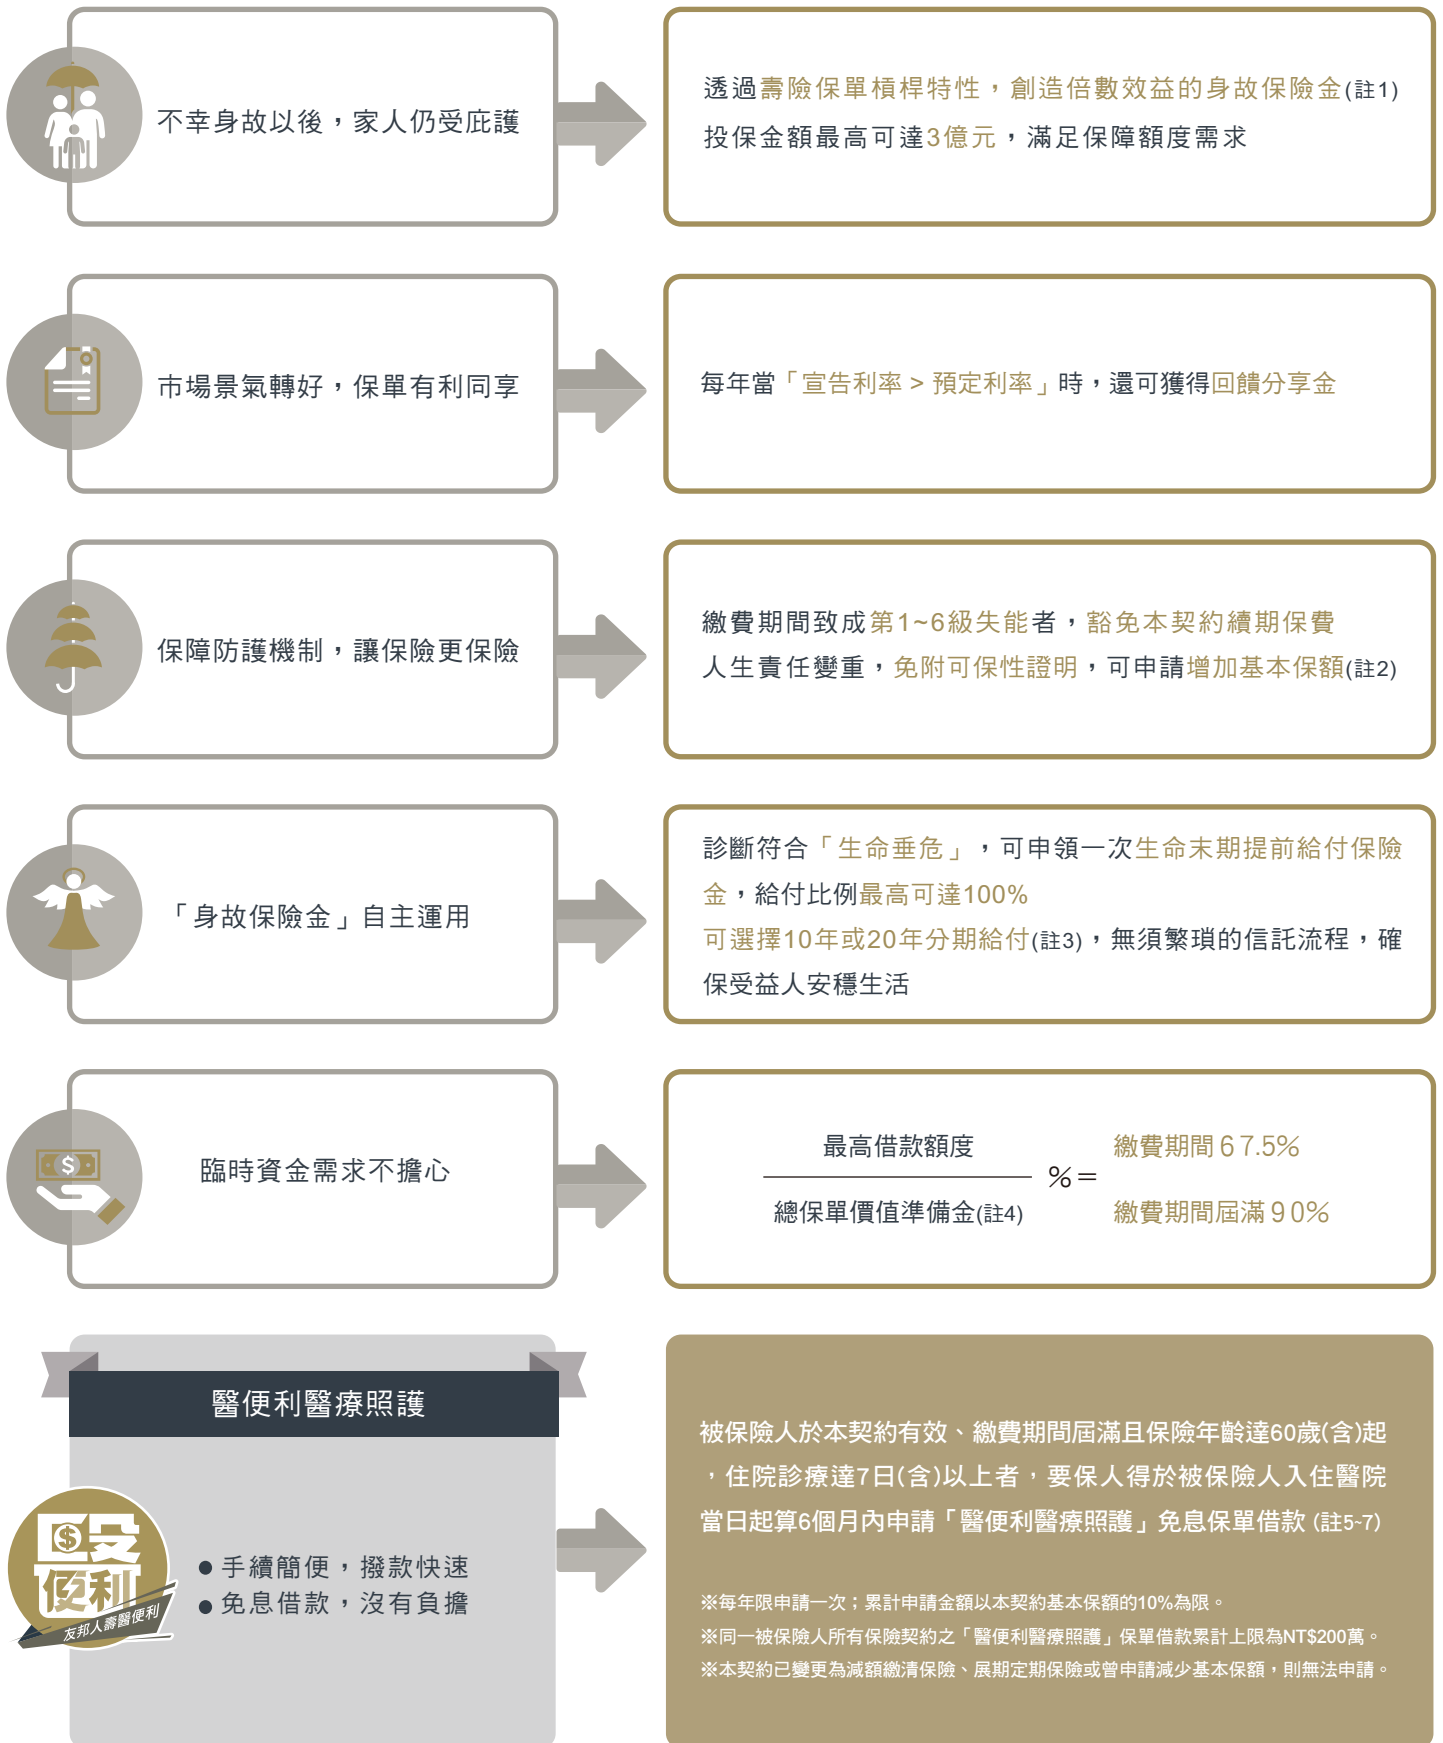 不幸身故以後，家人仍受庇護
透過壽險保單槓桿特性，創造倍數效益的身故保險金(註1)
投保金額最高可達3億元，滿足保障額度需求
市場景氣轉好，保單有利同享
每年當「宣告利率 > 預定利率」時，還可獲得回饋分享金
保障防護機制，讓保險更保險
繳費期間致成第1~6級失能者，豁免本契約續期保費
人生責任變重，免附可保性證明，可申請增加基本保額(註2)
「身故保險金」自主運用
診斷符合「生命垂危」，可申領一次生命末期提前給付保險
金，給付比例最高可達100%
可選擇10年或20年分期給付(註3)，無須繁瑣的信託流程，確
保受益人安穩生活
臨時資金需求不擔心
$
最高借款額度
總保單價值準備金(註4)
%=
繳費期間67.5%
繳費期間屆滿90%
醫便利醫療照護
醫
便利
友邦人壽醫便利
●手續簡便，撥款快速
●免息借款，沒有負擔
被保險人於本契約有效、繳費期間屆滿且保險年齡達60歲(含)起
，住院診療達7日(含)以上者，要保人得於被保險人入住醫院
當日起算6個月內申請「醫便利醫療照護」免息保單借款(註5~7)
※每年限申請一次；累計申請金額以本契約基本保額的10%為限。
※同一被保險人所有保險契約之「醫便利醫療照護」保單借款累計上限為NT$200萬。
※本契約已變更為減額繳清保險、展期定期保險或曾申請減少基本保額，則無法申請。